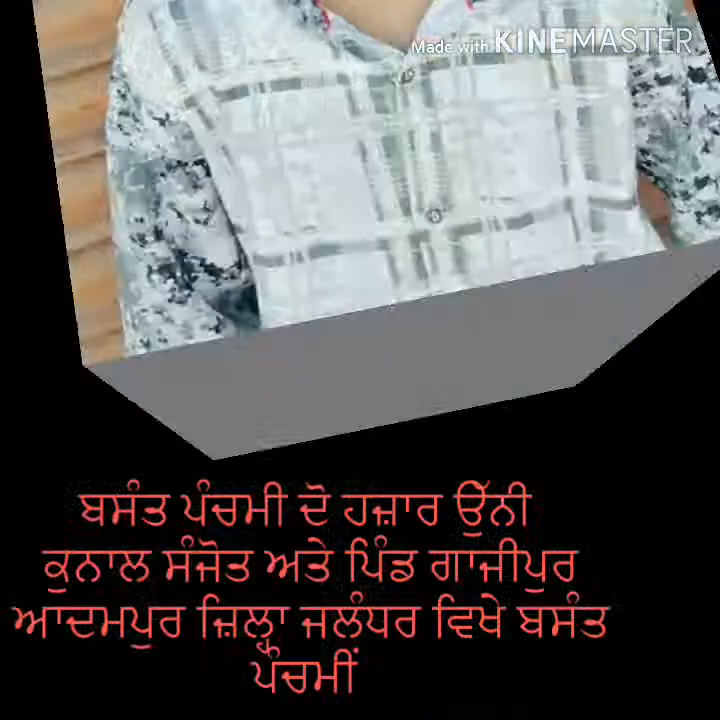 Made with KINEMASTER
ਬਸੰਤ ਪੰਚਮੀ ਦੋ ਹਜ਼ਾਰ ਉੱਨੀ
ਕੁਨਾਲ ਸੰਜੋਤ ਅਤੇ ਪਿੰਡ ਗਾਜੀਪੁਰ
ਆਦਮਪੁਰ ਜ਼ਿਲ੍ਹਾ ਜਲੰਧਰ ਵਿਖੇ ਬਸੰਤ
ਪੰਚਮੀਂ